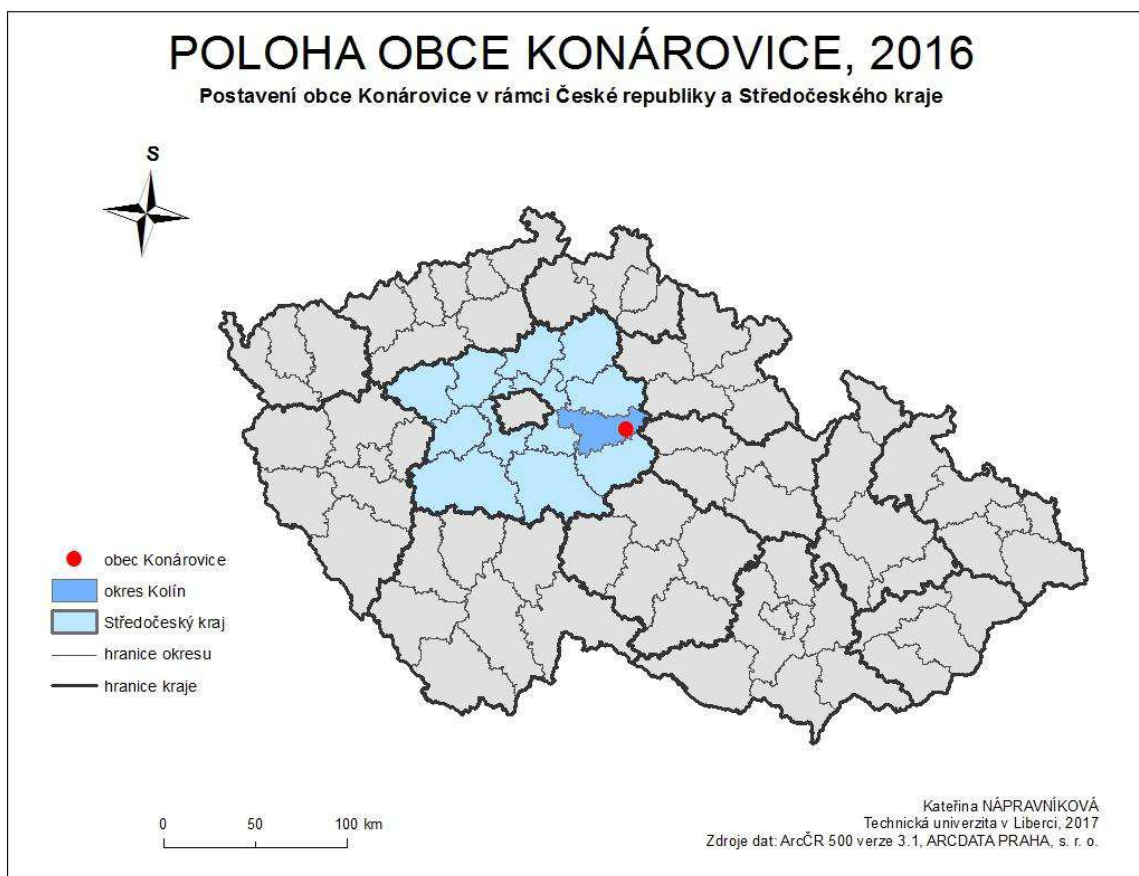 POLOHA OBCE KONÁROVICE, 2016
Postavení obce Konárovice v rámci České republiky a Středočeského kraje
S
obec Konárovice
okres Kolín
Středočeský kraj
hranice okresu
hranice kraje
0 50 100 km
Kateřina NÁPRAVNÍKOVÁ
Technická univerzita v Liberci, 2017
Zdroje dat: ArcČR 500 verze 3.1, ARCDATA PRAHA, s. r. o.